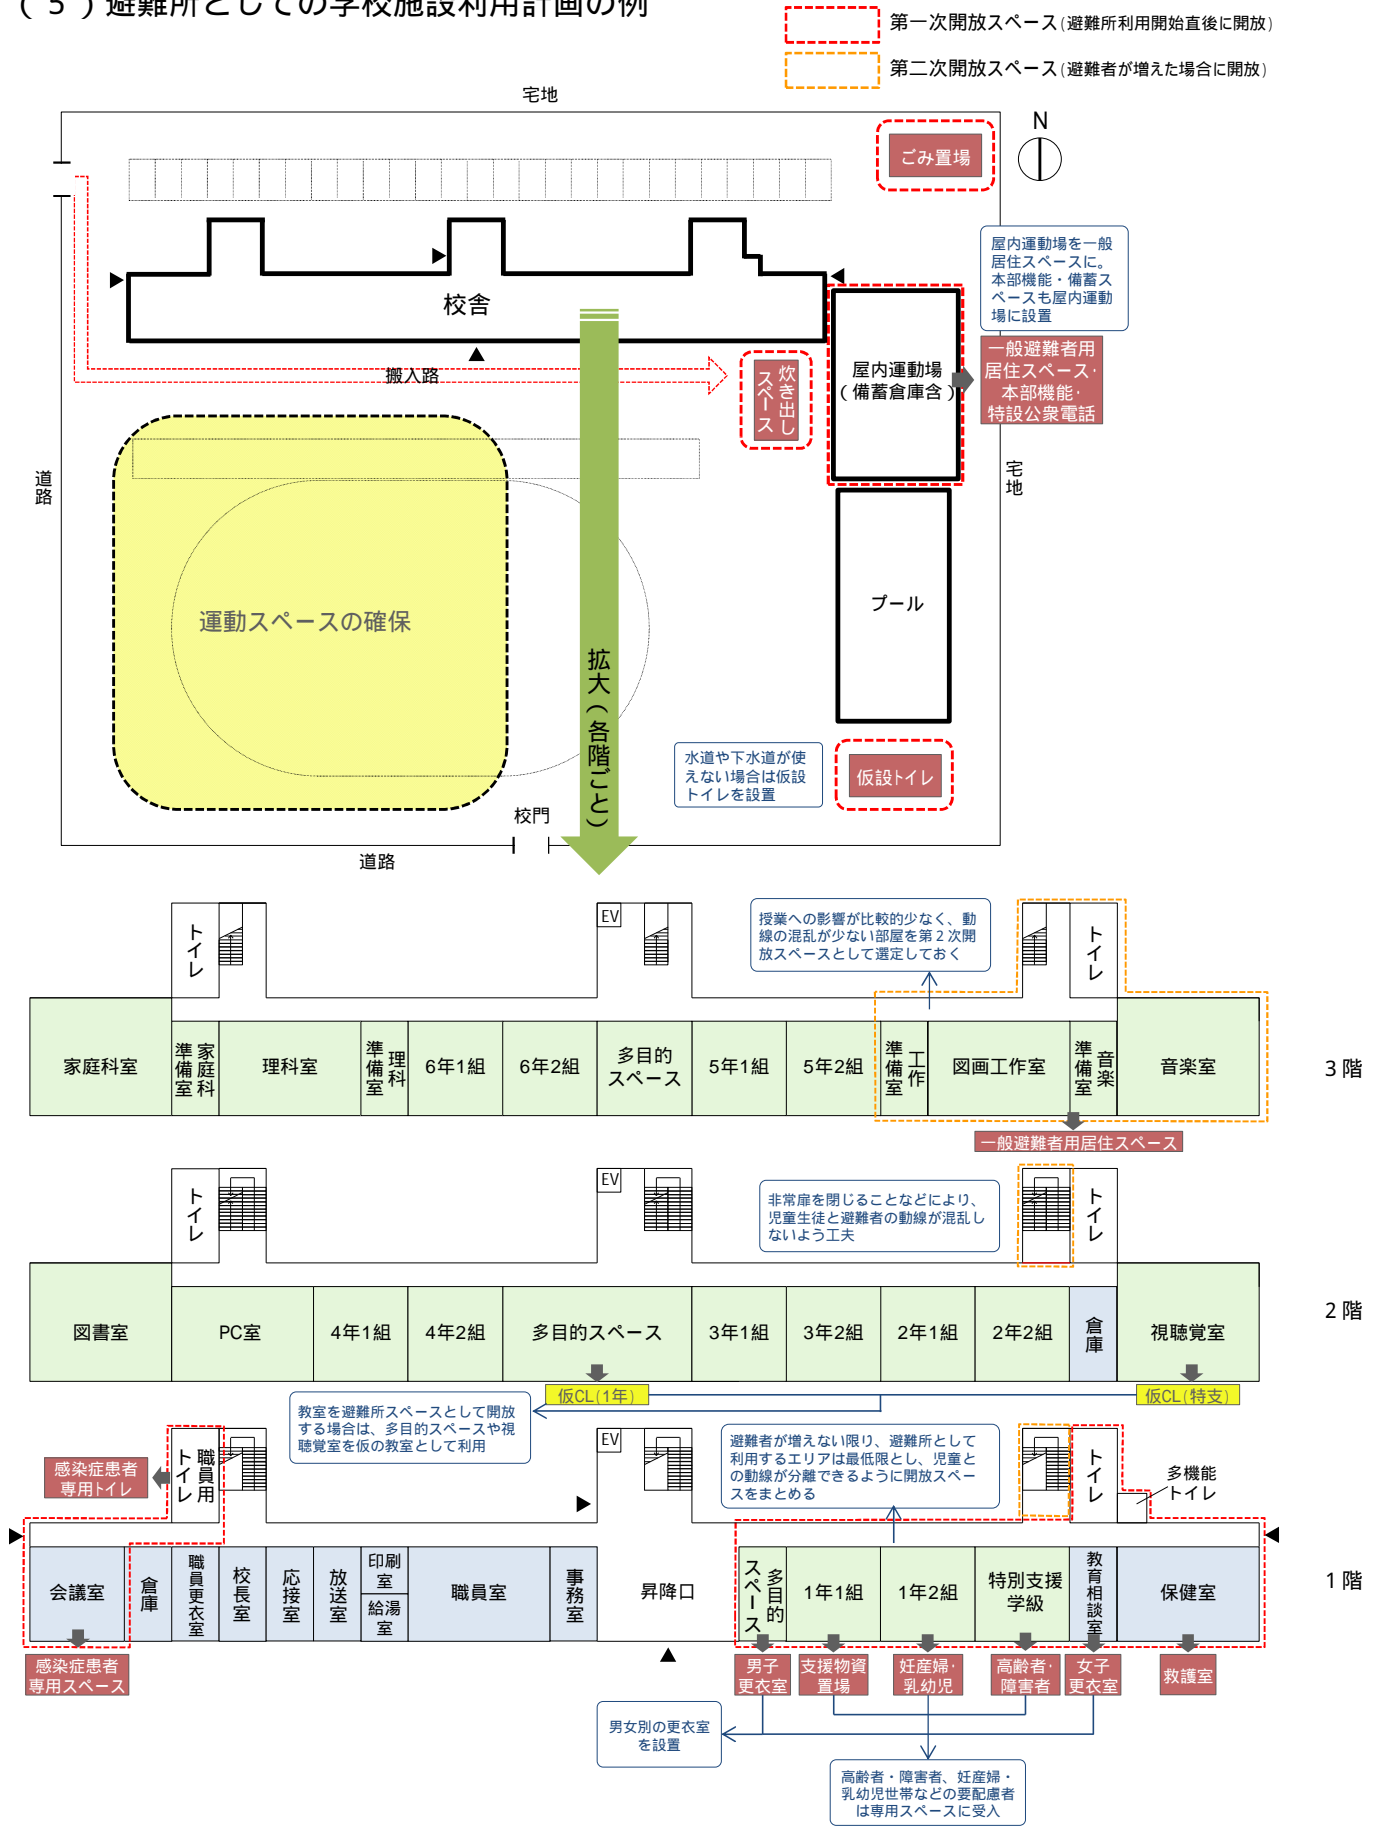 (5)避難所としての学校施設利用計画の例
第一次開放スペース(避難所利用開始直後に開放)
第二次開放スペース(避難者が増えた場合に開放)
宅地
N
ごみ置場
屋内運動場を一般
居住スペースに。
本部機能・備蓄ス
ペースも屋内運動
場に設置
校舎
搬入路
炊き出し
スペース
屋内運動場
(備蓄倉庫含)
一般避難者用
居住スペース・
本部機能・
特設公衆電話
道路
宅地
運動スペースの確保
プール
拡大(各階ごと)
水道や下水道が使
えない場合は仮設
トイレを設置
仮設トイレ
校門
道路
トイレ
EV
授業への影響が比較的少なく、動
線の混乱が少ない部屋を第2次開
放スペースとして選定しておく
トイレ
家庭科室
家庭科
準備室
理科室
理科
準備室
6年1組
6年2組
多目的
スペース
5年1組
5年2組
工作
準備室
図画工作室
音楽
準備室
音楽室
3階
一般避難者用居住スペース
トイレ
EV
非常扉を閉じることなどにより、
児童生徒と避難者の動線が混乱し
ないよう工夫
トイレ
図書室
PC室
4年1組
4年2組
多目的スペース
3年1組
3年2組
2年1組
2年2組
倉庫
視聴覚室
2階
仮CL(1年)
仮CL(特支)
教室を避難所スペースとして開放
する場合は、多目的スペースや視
聴覚室を仮の教室として利用
感染症患者
専用トイレ
職員用
トイレ
EV
避難者が増えない限り、避難所として
利用するエリアは最低限とし、児童と
の動線が分離できるように開放スペー
スをまとめる
トイレ
多機能
トイレ
会議室
倉庫
職員更衣室
校長室
応接室
放送室
印刷
室
給湯
室
職員室
事務室
昇降口
多目的
スペース
1年1組
1年2組
特別支援
学級
教育相談室
保健室
1階
感染症患者
専用スペース
男子
更衣室
支援物資
置場
妊産婦・
乳幼児
高齢者・
障害者
女子
更衣室
救護室
男女別の更衣室
を設置
高齢者・障害者、妊産婦・
乳幼児世帯などの要配慮者
は専用スペースに受入